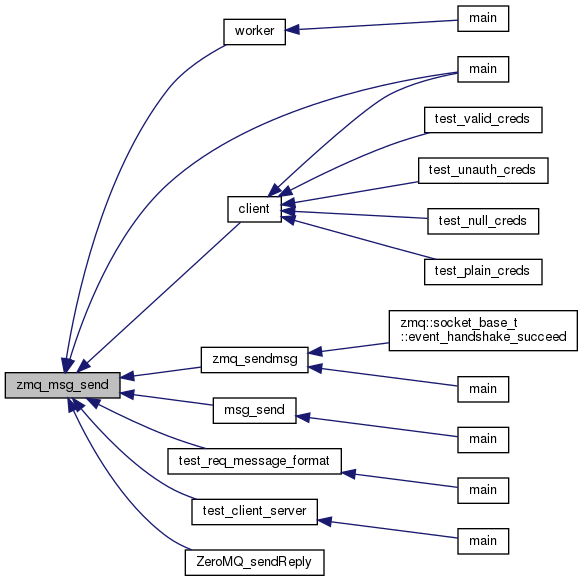 worker
main
main
test_valid_creds
test_unauth_creds
client
test_null_creds
test_plain_creds
zmq::socket_base_t
::event_handshake_succeed
zmq_sendmsg
zmq_msg_send
main
msg_send
main
test_req_message_format
main
test_client_server
main
ZeroMQ_sendReply